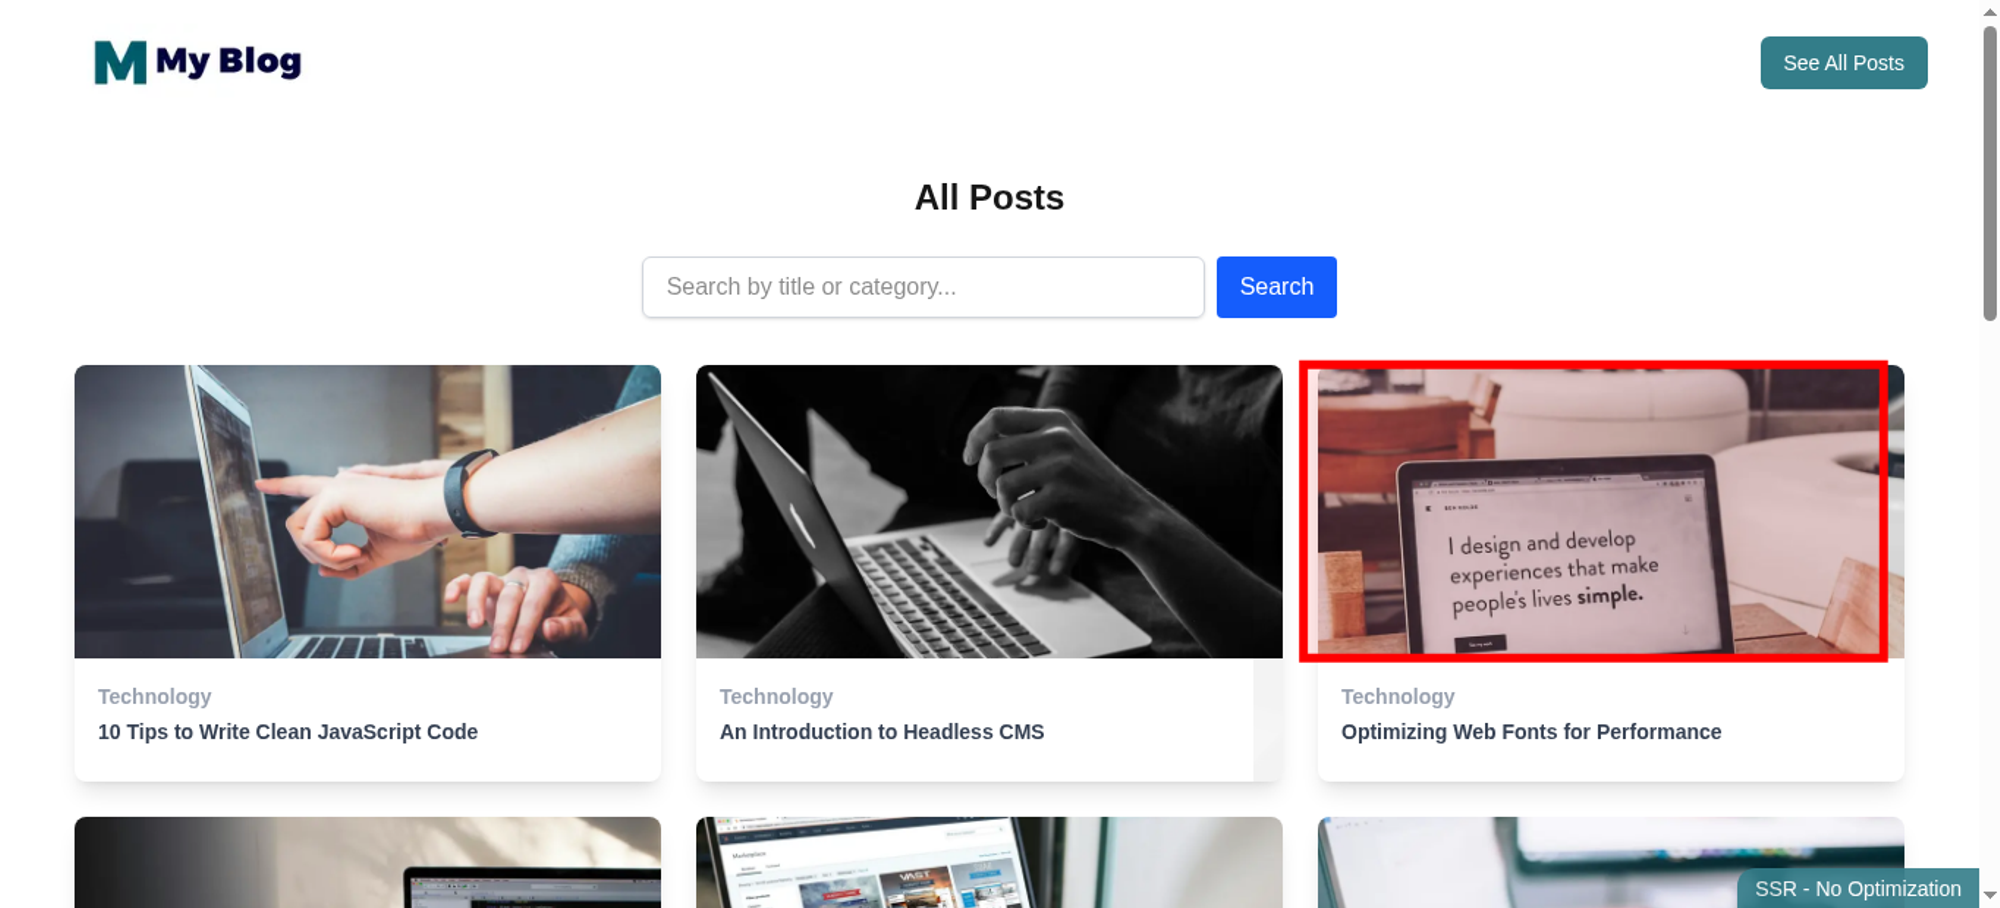 M My Blog
See All Posts
All Posts
Search by title or category...
Search
I design and develop
experiences that make
people's lives simple.
Technology
10 Tips to Write Clean JavaScript Code
Technology
An Introduction to Headless CMS
Technology
Optimizing Web Fonts for Performance
Marketplace
VAST
SSR - No Optimization